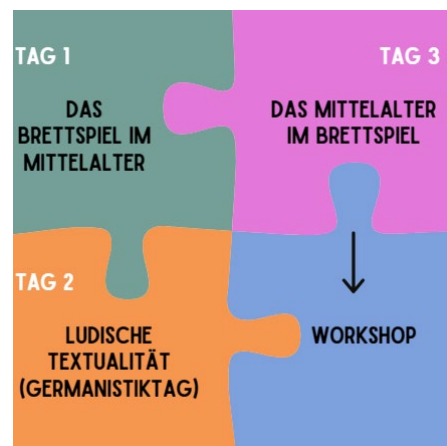 TAG 1
DAS
BRETTSPIEL IM
MITTELALTER
TAG 3
DAS MITTELALTER
IM BRETTSPIEL
TAG 2
LUDISCHE
TEXTUALITÄT
(GERMANISTIKTAG)
WORKSHOP